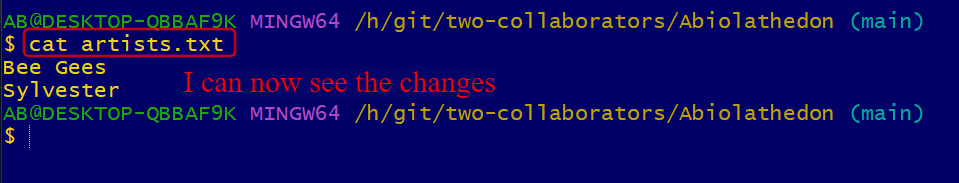 AB@DESKTOP-QBBAF9K MINGW64 /h/git/two-collaborators/Abiolathedon (main)
$ cat artists.txt
Bee Gees
I can now see the changes
Sylvester
AB@DESKTOP-QBBAF9K MINGW64 /h/git/two-collaborators/Abiolathedon (main)
$